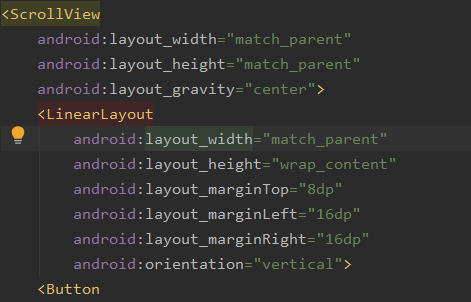 <ScrollView
android:layout_width="match_parent"
android:layout_height="match_parent"
android:layout_gravity="center">
<LinearLayout
android:layout_width="match_parent"
android:layout_height="wrap_content"
android:layout_marginTop="8dp"
android:layout_marginLeft="16dp"
android:layout_marginRight="16dp"
android:orientation="vertical">
<Button